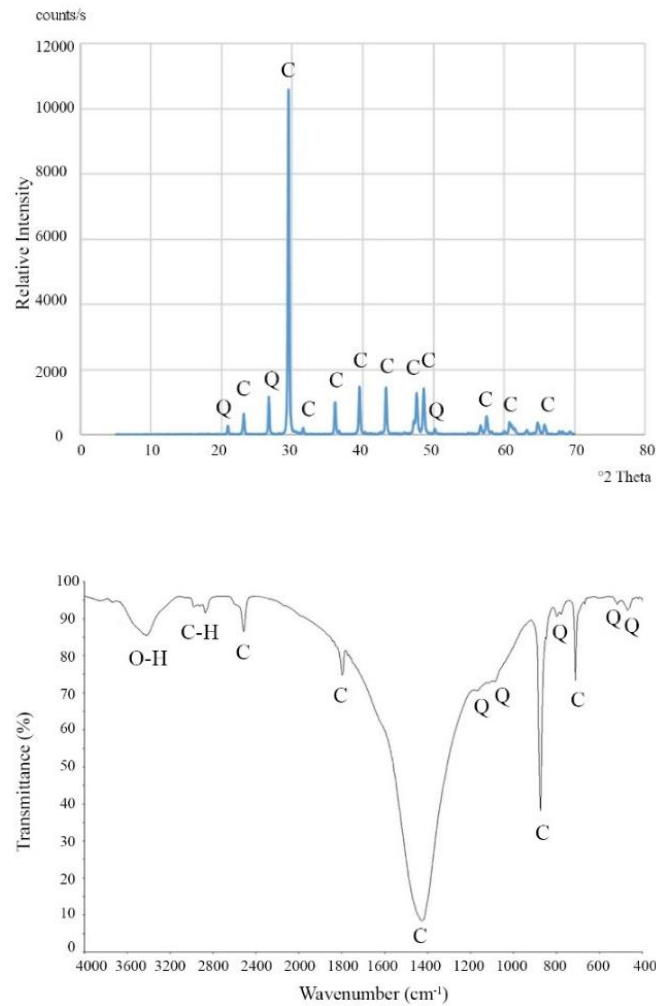 counts/s
12000
10000
8000
6000
4000
2000
0
Relative Intensity
C
Q
C
Q
C
C
C
C
C
C
Q
C
C
C
0 10 20 30 40 50 60 70 80
°2 Theta
100
90
80
70
60
50
40
30
20
10
0
Transmittance (%)
O-H
C-H
C
C
C
Q
Q
C
Q
C
Q
Q
4000 3600 3200 2800 2400 2000 1800 1600 1400 1200 1000 800 600 400
Wavenumber (cm⁻¹)